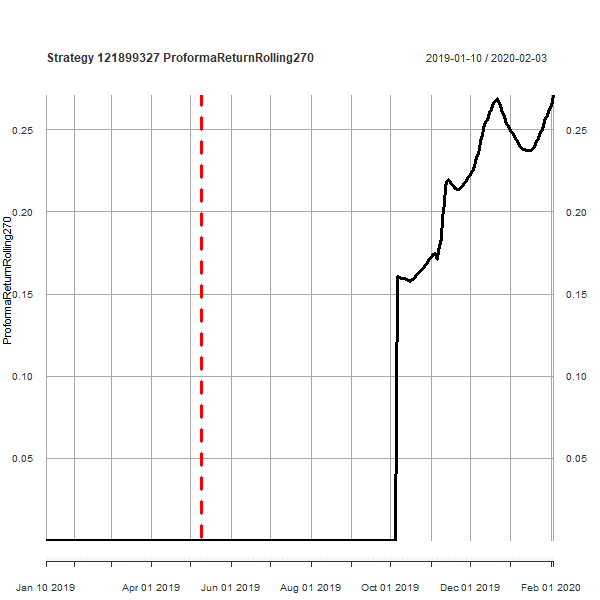 Strategy 121899327 ProformaReturnRolling270
2019-01-10 / 2020-02-03
ProformaReturnRolling270
0.25
0.20
0.15
0.10
0.05
0.25
0.20
0.15
0.10
0.05
Jan 10 2019
Apr 01 2019
Jun 01 2019
Aug 01 2019
Oct 01 2019
Dec 01 2019
Feb 01 2020